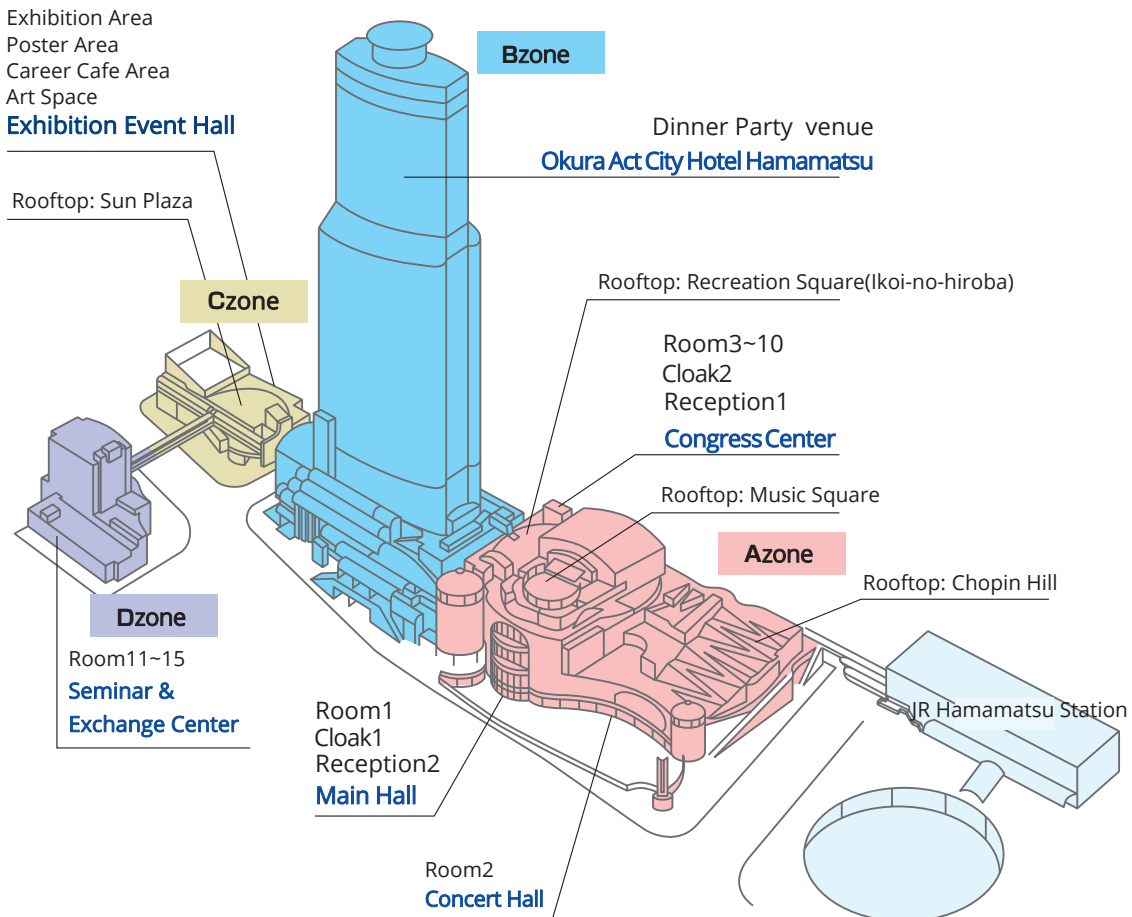 Exhibition Area
Poster Area
Career Cafe Area
Art Space
Exhibition Event Hall
Rooftop: Sun Plaza
Bzone
Dinner Party venue
Okura Act City Hotel Hamamatsu
Czone
Rooftop: Recreation Square(Ikoi-no-hiroba)
Room3~10
Cloak2
Reception1
Congress Center
Rooftop: Music Square
Azone
Rooftop: Chopin Hill
Dzone
Room11~15
Seminar &
Exchange Center
JR Hamamatsu Station
Room1
Cloak1
Reception2
Main Hall
Room2
Concert Hall